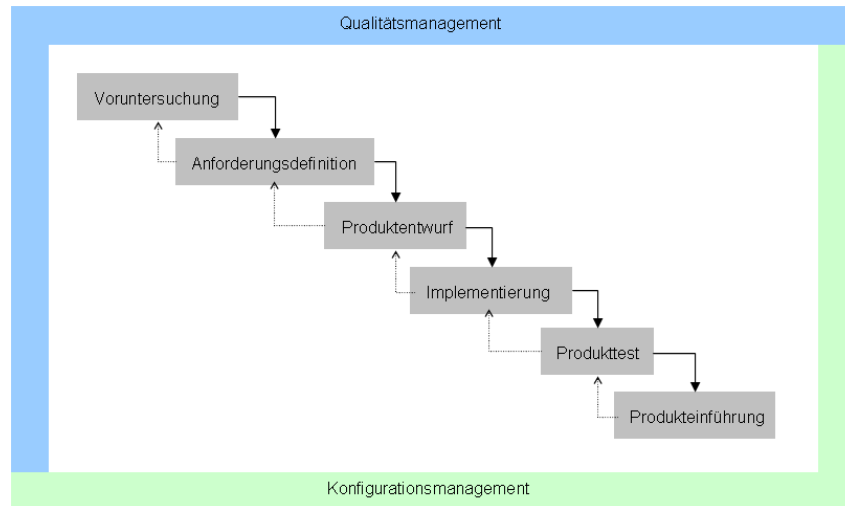 Qualitätsmanagement
Voruntersuchung
Anforderungsdefinition
Produktentwurf
Implementierung
Produkttest
Produkteinführung
Konfigurationsmanagement